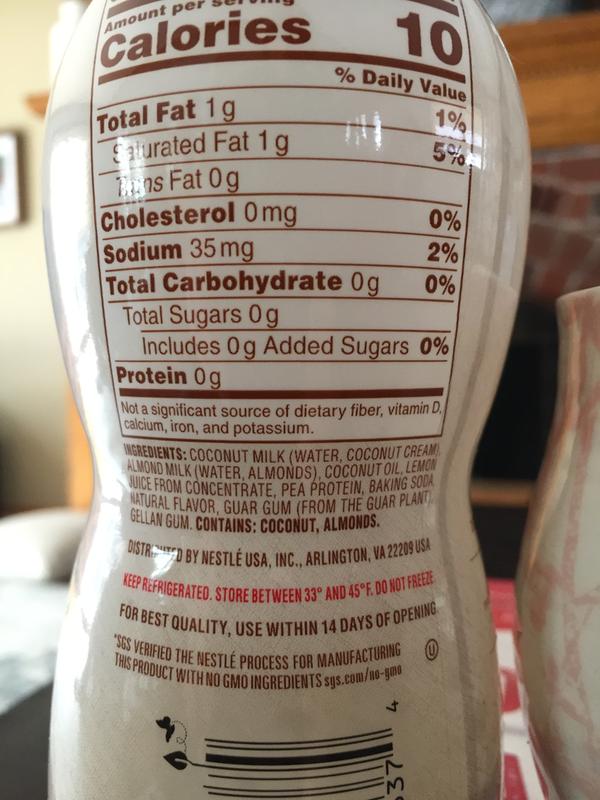 Amount per serving
Calories 10
% Daily Value
Total Fat 1g 1%
Saturated Fat 1g 5%
Trans Fat 0g
Cholesterol 0mg 0%
Sodium 35mg 2%
Total Carbohydrate 0g 0%
Total Sugars 0g
Includes 0g Added Sugars 0%
Protein 0g
Not a significant source of dietary fiber, vitamin D,
calcium, iron, and potassium.
INGREDIENTS: COCONUT MILK (WATER, COCONUT CREAM),
ALMOND MILK (WATER, ALMONDS), COCONUT OIL, LEMON
JUICE FROM CONCENTRATE, PEA PROTEIN, BAKING SODA,
NATURAL FLAVOR, GUAR GUM (FROM THE GUAR PLANT),
GELLAN GUM. CONTAINS: COCONUT, ALMONDS.
DISTRIBUTED BY NESTLÉ USA, INC., ARLINGTON, VA 22209 USA
KEEP REFRIGERATED. STORE BETWEEN 33° AND 45°F. DO NOT FREEZE.
FOR BEST QUALITY, USE WITHIN 14 DAYS OF OPENING
*SGS VERIFIED THE NESTLÉ PROCESS FOR MANUFACTURING
THIS PRODUCT WITH NO GMO INGREDIENTS sgs.com/no-gmo
U
37 4